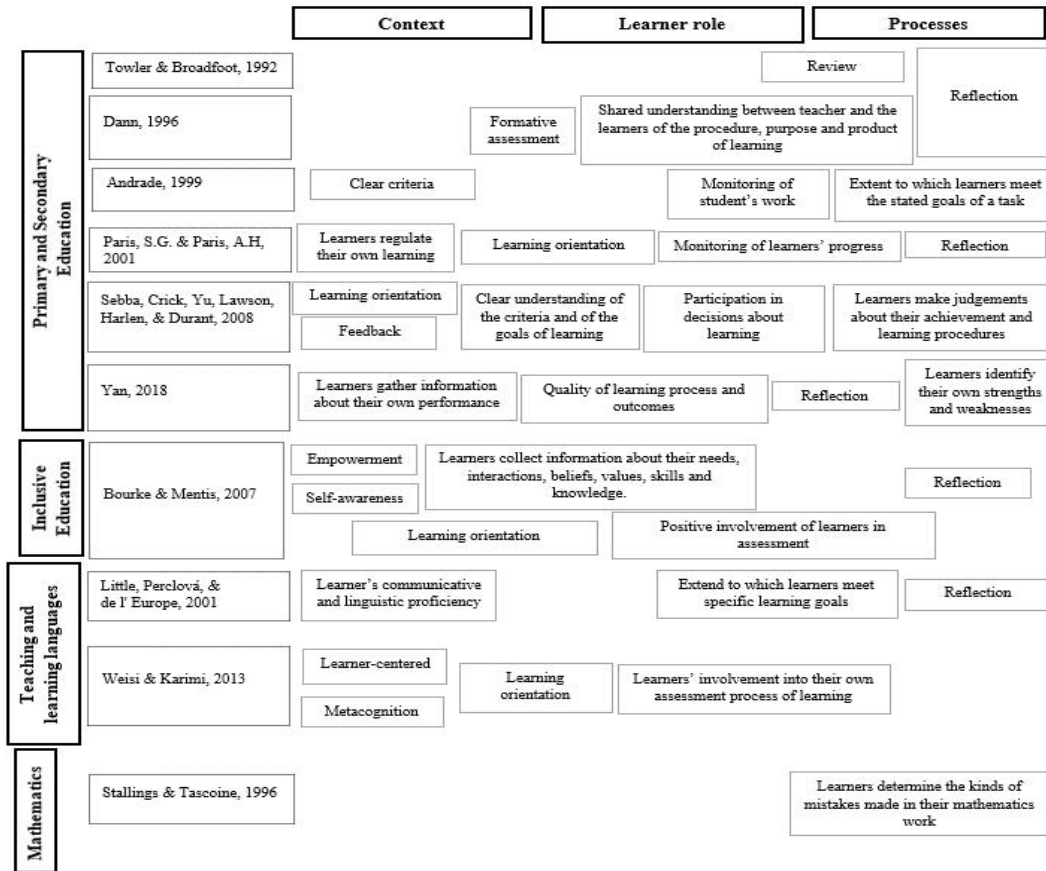 Context
Learner role
Processes
Primary and Secondary
Education
Towler & Broadfoot, 1992
Review
Reflection
Dann, 1996
Formative
assessment
Shared understanding between teacher and the
learners of the procedure, purpose and product
of learning
Andrade, 1999
Clear criteria
Monitoring of
student's work
Extent to which learners meet
the stated goals of a task
Paris, S.G. & Paris, A.H,
2001
Learners regulate
their own learning
Learning orientation
Monitoring of learners' progress
Reflection
Sebba, Crick, Yu, Lawson,
Harlen, & Durant, 2008
Learning orientation
Feedback
Clear understanding of
the criteria and of the
goals of learning
Participation in
decisions about
learning
Learners make judgements
about their achievement and
learning procedures
Yan, 2018
Learners gather information
about their own performance
Quality of learning process and
outcomes
Reflection
Learners identify
their own strengths
and weaknesses
Inclusive
Education
Bourke & Mentis, 2007
Empowerment
Self-awareness
Learners collect information about their needs,
interactions, beliefs, values, skills and
knowledge.
Reflection
Learning orientation
Positive involvement of learners in
assessment
Teaching and
learning languages
Little, Perclová, &
de l' Europe, 2001
Learner's communicative
and linguistic proficiency
Extend to which learners meet
specific learning goals
Reflection
Weisi & Karimi, 2013
Learner-centered
Metacognition
Learning
orientation
Learners' involvement into their own
assessment process of learning
Mathematics
Stallings & Tascoine, 1996
Learners determine the kinds of
mistakes made in their mathematics
work